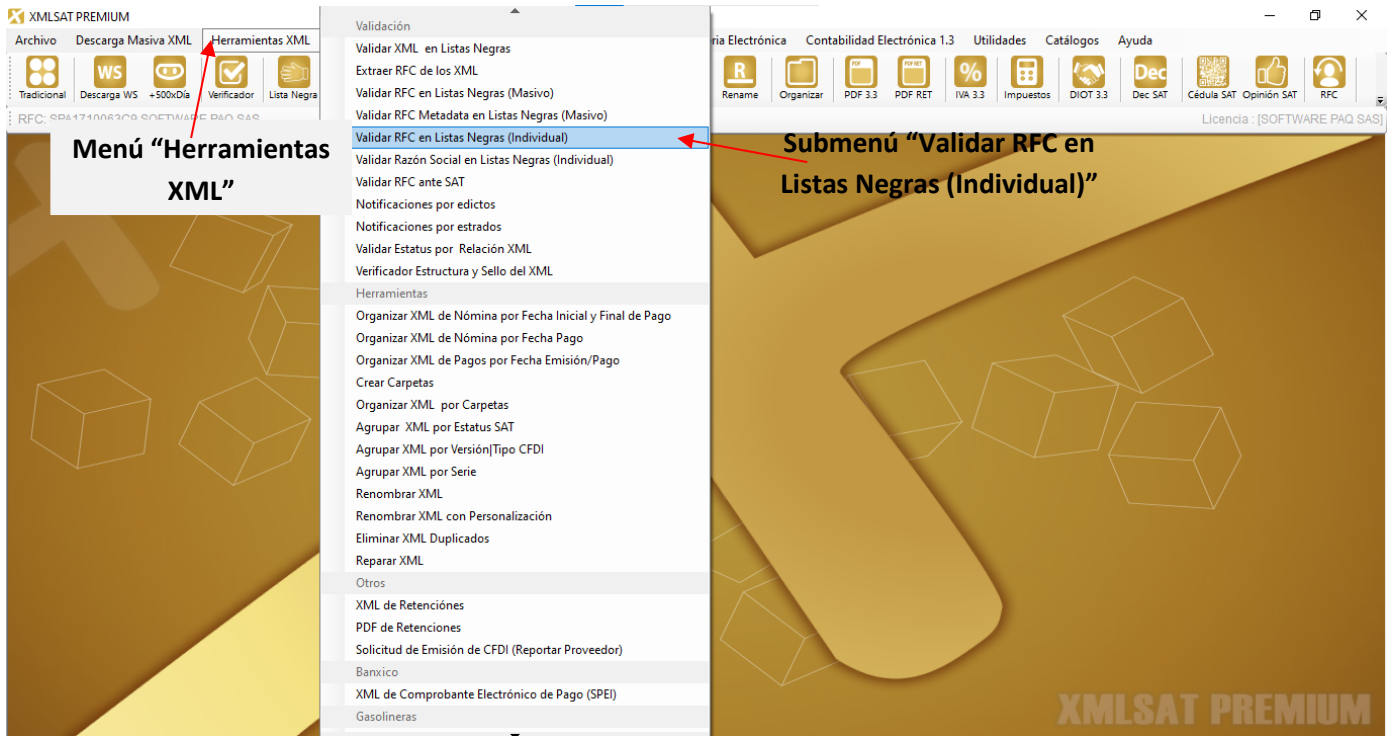 XMLSAT PREMIUM
Archivo Descarga Masiva XML Herramientas XML ria Electrónica Contabilidad Electrónica 1.3 Utilidades Catálogos Ayuda
WS R PDF PDF RET % Dec
Tradicional Descarga WS +500xDía Verificador Lista Negra Rename Organizar PDF 3.3 PDF RET IVA 3.3 Impuestos DIOT 3.3 Dec SAT Cédula SAT Opinión SAT RFC
RFC: SPA1710063C9 SOFTWARE PAQ SAS Licencia : [SOFTWARE PAQ SAS]
Menú “Herramientas
XML”
Validación
Validar XML en Listas Negras
Extraer RFC de los XML
Validar RFC en Listas Negras (Masivo)
Validar RFC Metadata en Listas Negras (Masivo)
Validar RFC en Listas Negras (Individual)
Validar Razón Social en Listas Negras (Individual)
Validar RFC ante SAT
Notificaciones por edictos
Notificaciones por estrados
Validar Estatus por Relación XML
Verificador Estructura y Sello del XML
Herramientas
Organizar XML de Nómina por Fecha Inicial y Final de Pago
Organizar XML de Nómina por Fecha Pago
Organizar XML de Pagos por Fecha Emisión/Pago
Crear Carpetas
Organizar XML por Carpetas
Agrupar XML por Estatus SAT
Agrupar XML por Versión|Tipo CFDI
Agrupar XML por Serie
Renombrar XML
Renombrar XML con Personalización
Eliminar XML Duplicados
Reparar XML
Otros
XML de Retenciónes
PDF de Retenciones
Solicitud de Emisión de CFDI (Reportar Proveedor)
Banxico
XML de Comprobante Electrónico de Pago (SPEI)
Gasolineras
Submenú “Validar RFC en
Listas Negras (Individual)”
XMLSAT PREMIUM